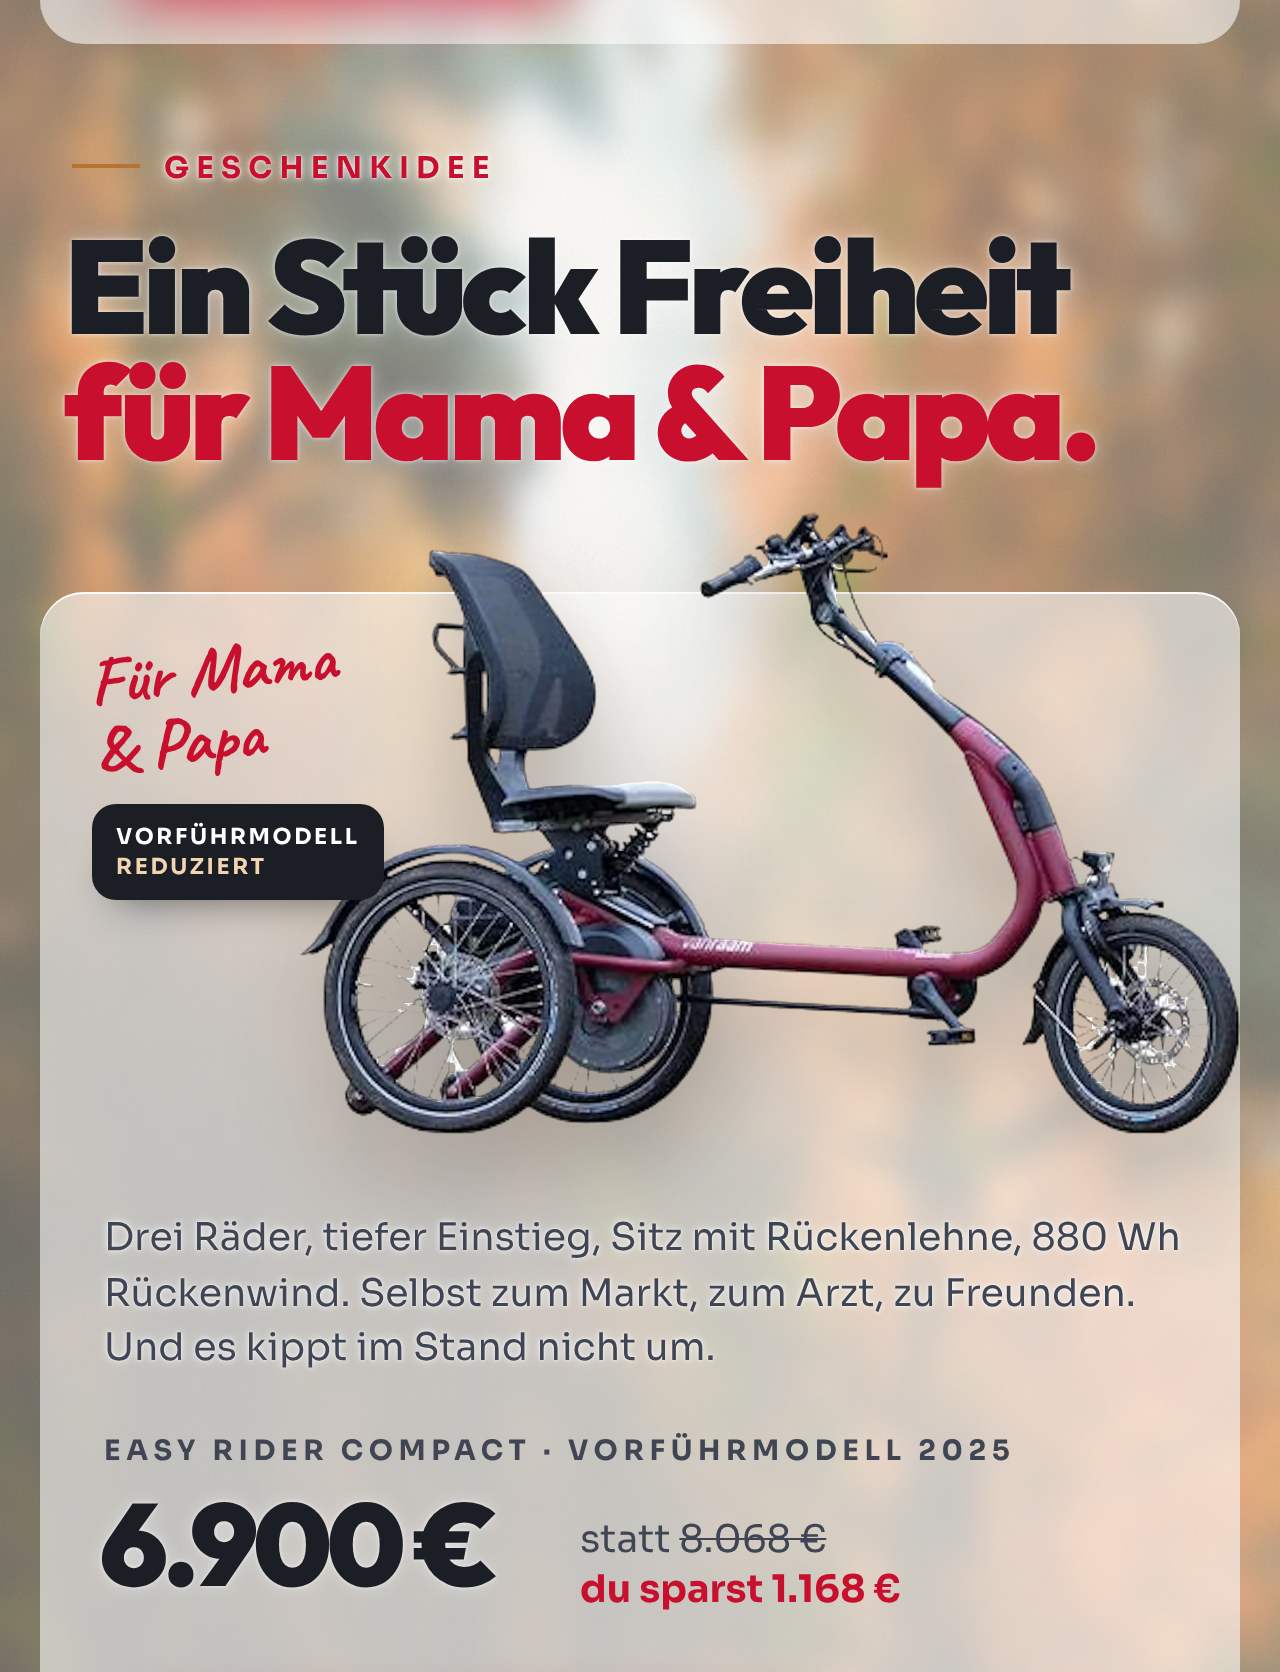 GESCHENKIDEE
Ein Stück Freiheit
für Mama & Papa.
Für Mama
& Papa
VORFÜHRMODELL
REDUZIERT
vanraam
Drei Räder, tiefer Einstieg, Sitz mit Rückenlehne, 880 Wh
Rückenwind. Selbst zum Markt, zum Arzt, zu Freunden.
Und es kippt im Stand nicht um.
EASY RIDER COMPACT · VORFÜHRMODELL 2025
6.900 €
statt 8.068 €
du sparst 1.168 €